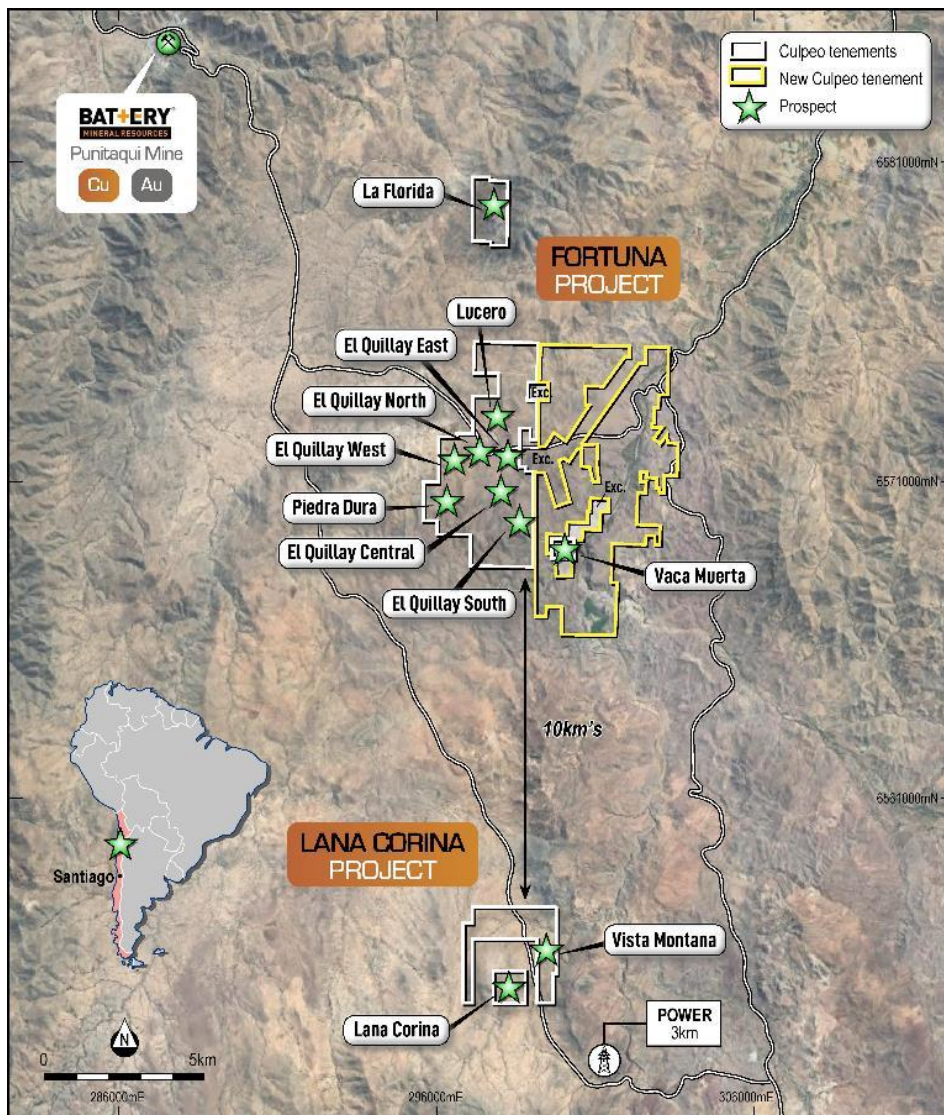 Culpeo tenements
New Culpeo tenement
Prospect
BAT+ERY
MINERAL RESOURCES
Punitaqui Mine
Cu
Au
6581000mN
La Florida
FORTUNA
PROJECT
Lucero
El Quillay East
Exc.
El Quillay North
El Quillay West
Exc.
6571000mN
Exc.
Piedra Dura
El Quillay Central
Vaca Muerta
El Quillay South
10km's
6561000mN
LANA CORINA
PROJECT
Santiago
Vista Montana
Lana Corina
POWER
3km
N
0
5km
286000mE
296000mE
306000mE